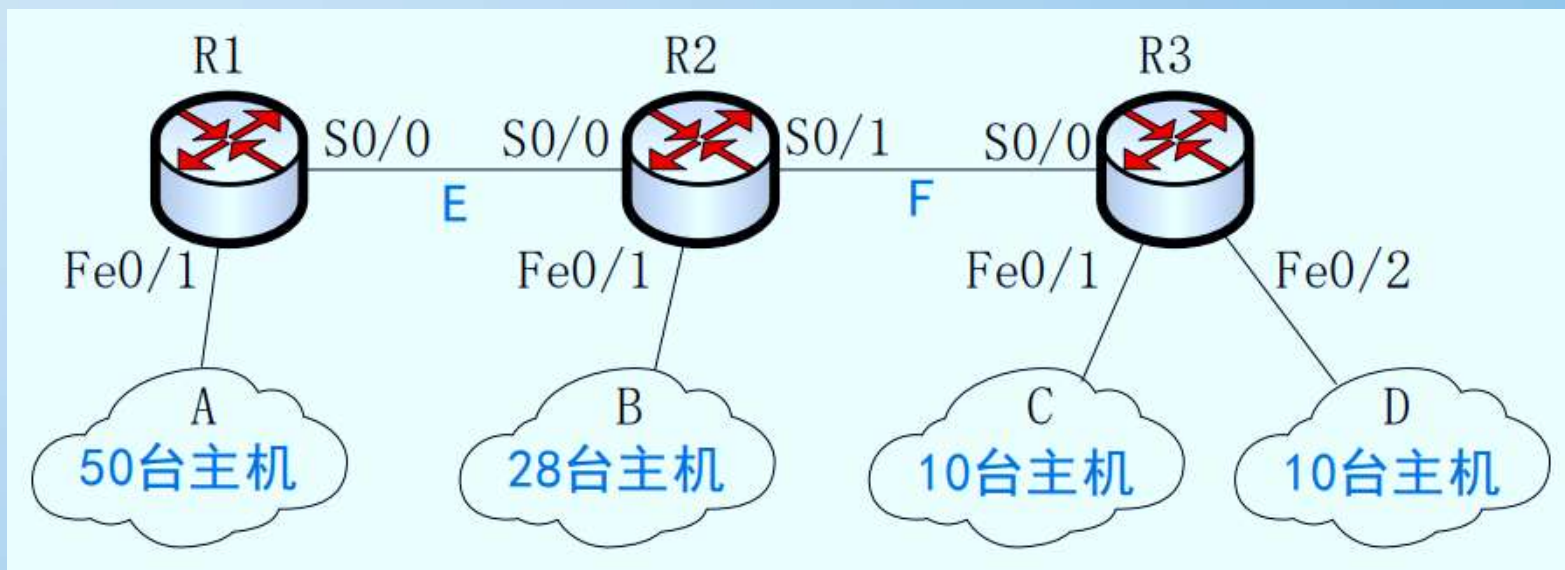 R1 R2 R3
S0/0 S0/0 S0/1 S0/0
E F
Fe0/1 Fe0/1 Fe0/1 Fe0/2
A B C D
50台主机 28台主机 10台主机 10台主机